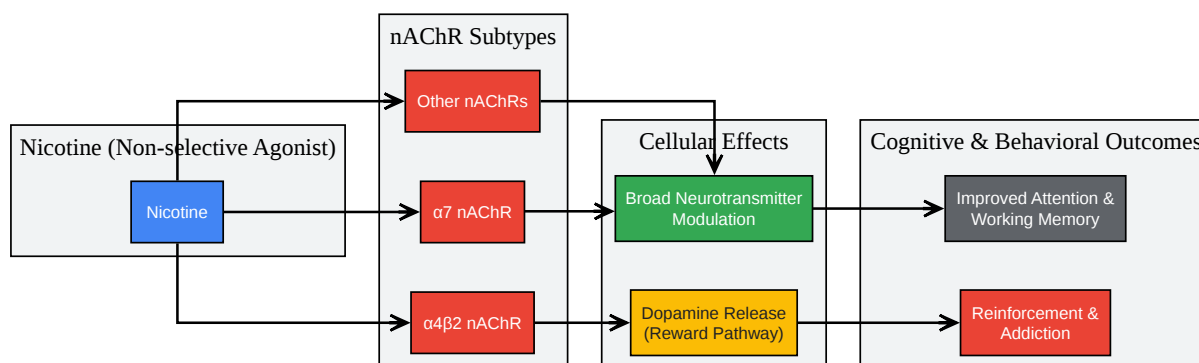 nAChR Subtypes
Other nAChRs
Nicotine (Non-selective Agonist)
Cellular Effects
Cognitive & Behavioral Outcomes
Nicotine
α7 nAChR
Broad Neurotransmitter
Modulation
Improved Attention &
Working Memory
α4β2 nAChR
Dopamine Release
(Reward Pathway)
Reinforcement &
Addiction